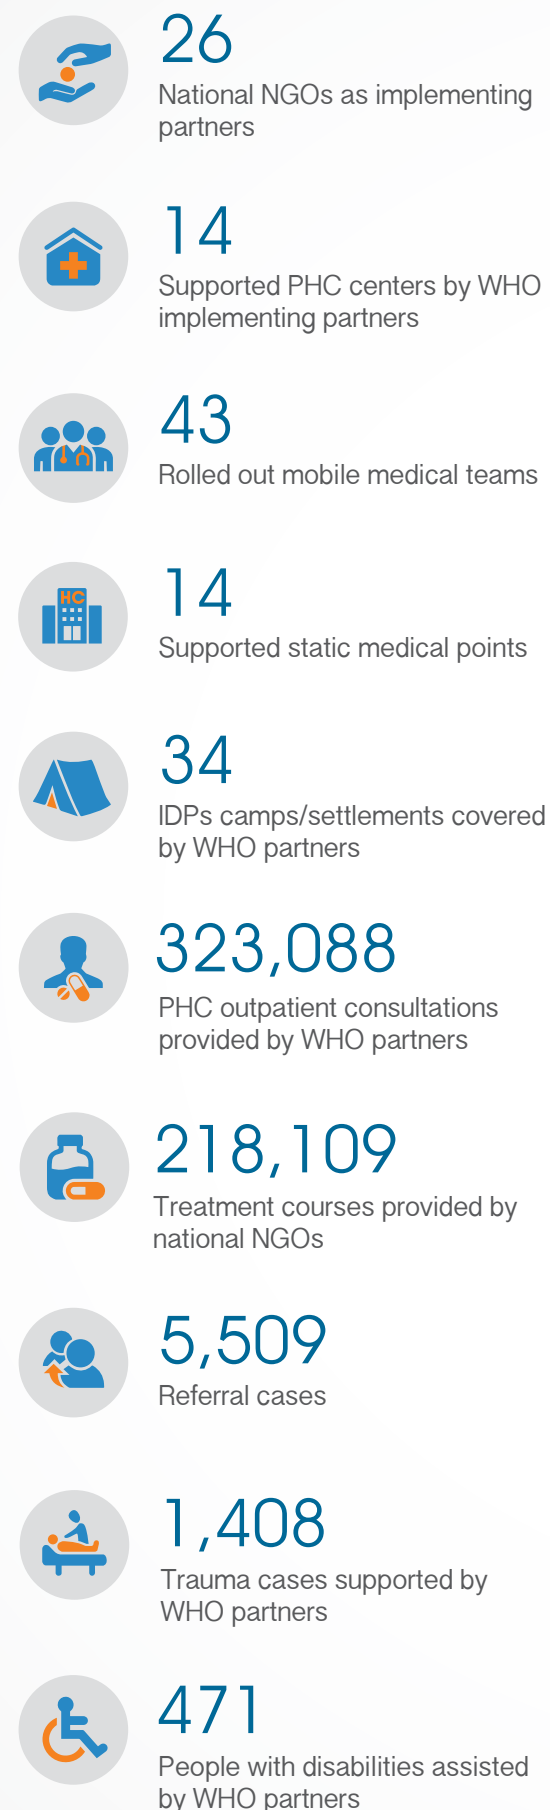 26
National NGOs as implementing
partners
14
Supported PHC centers by WHO
implementing partners
43
Rolled out mobile medical teams
HC
14
Supported static medical points
34
IDPs camps/settlements covered
by WHO partners
323,088
PHC outpatient consultations
provided by WHO partners
218,109
Treatment courses provided by
national NGOs
5,509
Referral cases
1,408
Trauma cases supported by
WHO partners
471
People with disabilities assisted
by WHO partners